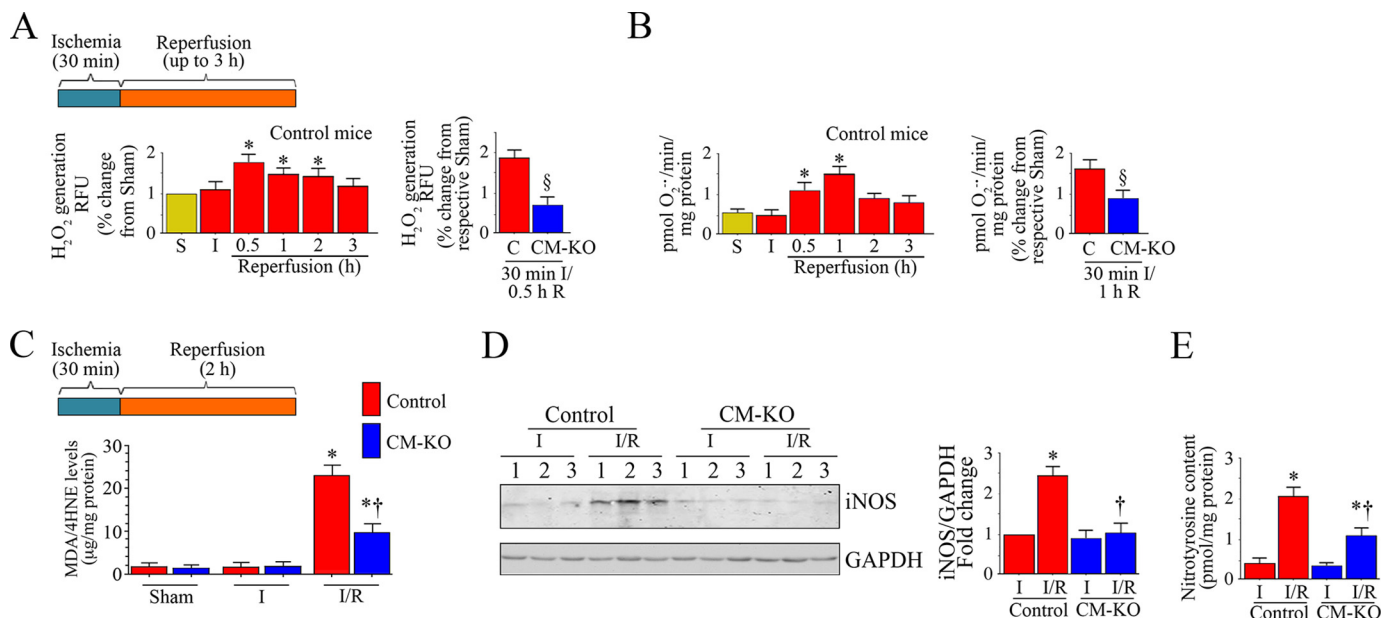 A
Ischemia
(30 min)
Reperfusion
(up to 3 h)
H2O2 generation
RFU
(% change
from Sham)
2
1
0
Control mice
* * *
S I 0.5 1 2 3
Reperfusion (h)
H2O2 generation
RFU
(% change from
respective Sham)
2
1
0
§
C CM-KO
30 min I/
0.5 h R
B
pmol O2·-/min/
mg protein
2
1
0
Control mice
* *
S I 0.5 1 2 3
Reperfusion (h)
pmol O2·-/min/
mg protein
(% change from
respective Sham)
2
1
0
§
C CM-KO
30 min I/
1 h R
C
Ischemia
(30 min)
Reperfusion
(2 h)
Control
CM-KO
MDA/4HNE levels
(µg/mg protein)
30
20
10
0
*
*†
Sham I I/R
D
Control CM-KO
I I/R I I/R
1 2 3 1 2 3 1 2 3 1 2 3
iNOS
GAPDH
iNOS/GAPDH
Fold change
3
2
1
0
*
†
I I/R I I/R
Control CM-KO
E
Nitrotyrosine content
(pmol/mg protein)
3
2
1
0
*
*†
I I/R I I/R
Control CM-KO